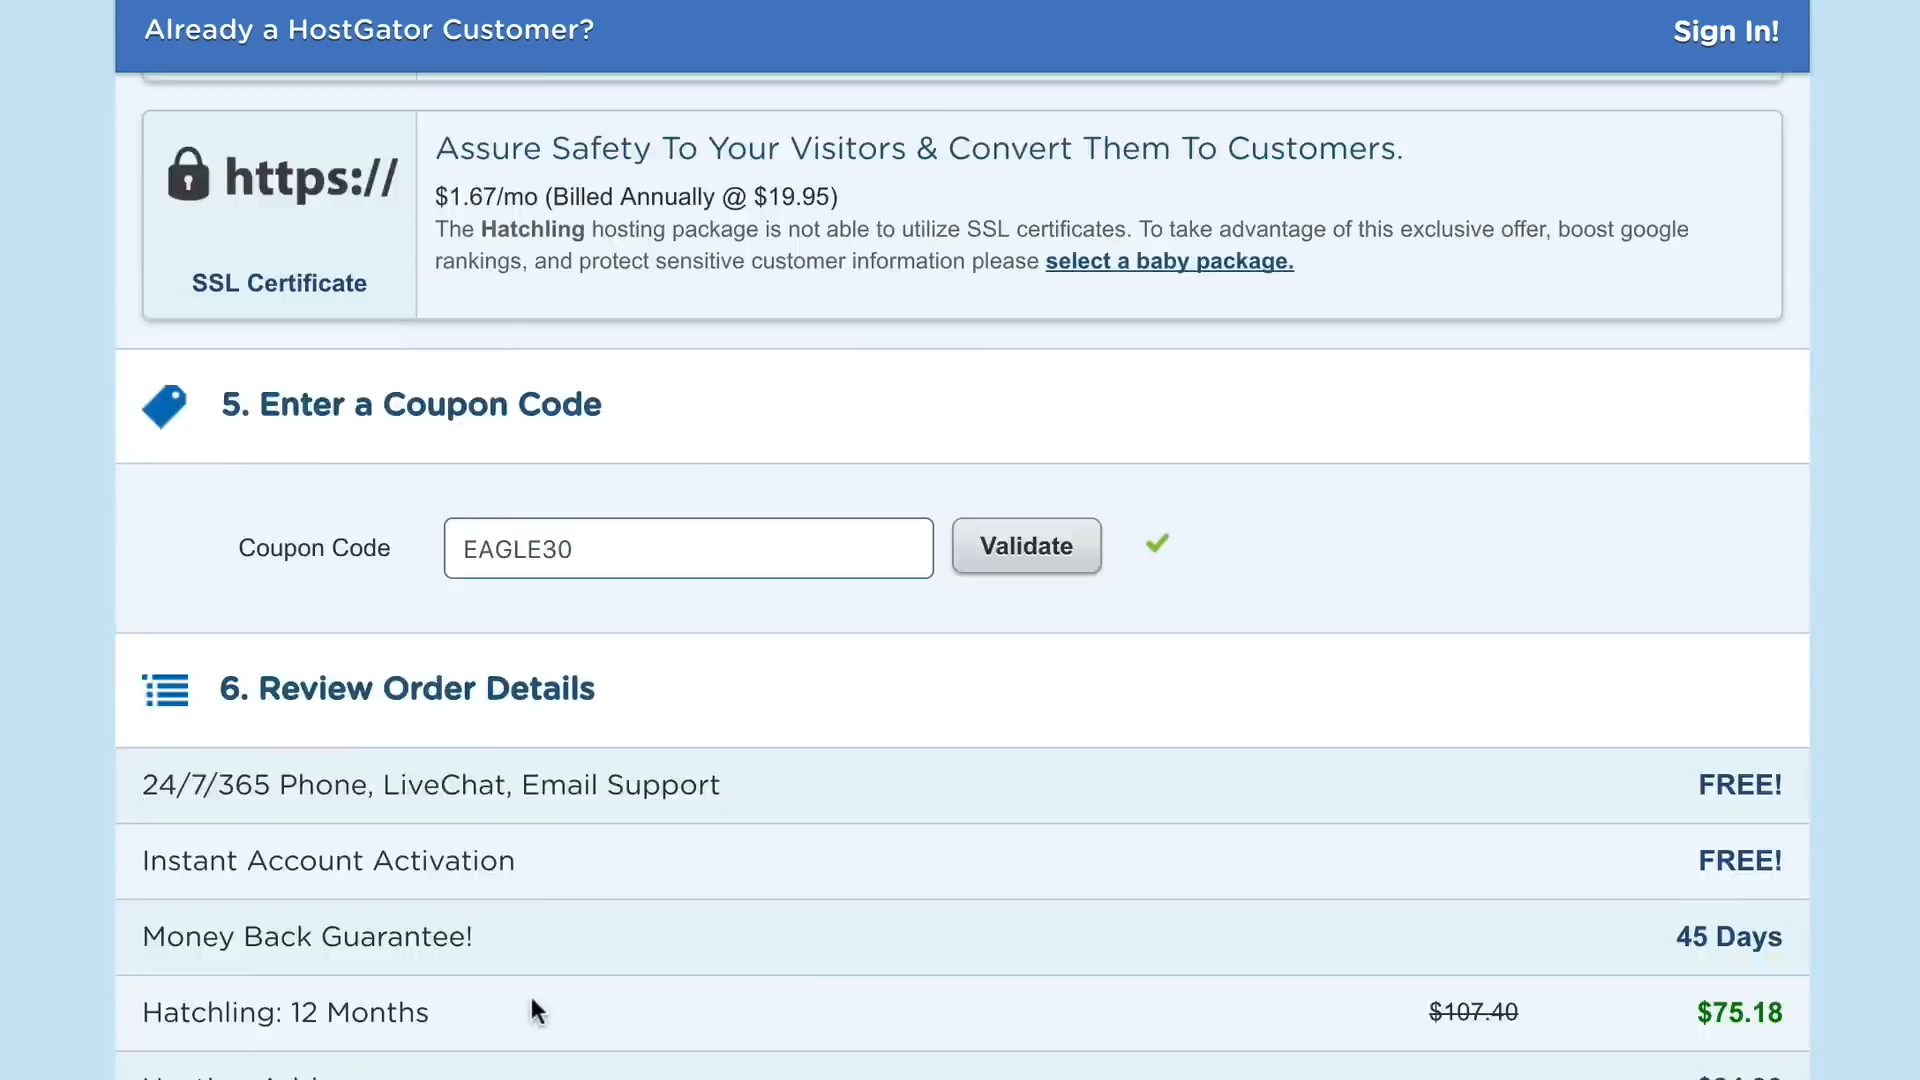 Already a HostGator Customer?
Sign In!
https://
SSL Certificate
Assure Safety To Your Visitors & Convert Them To Customers.
$1.67/mo (Billed Annually @ $19.95)
The Hatchling hosting package is not able to utilize SSL certificates. To take advantage of this exclusive offer, boost google
rankings, and protect sensitive customer information please select a baby package.
5. Enter a Coupon Code
Coupon Code EAGLE30 Validate
6. Review Order Details
24/7/365 Phone, LiveChat, Email Support FREE!
Instant Account Activation FREE!
Money Back Guarantee! 45 Days
Hatchling: 12 Months $107.40 $75.18